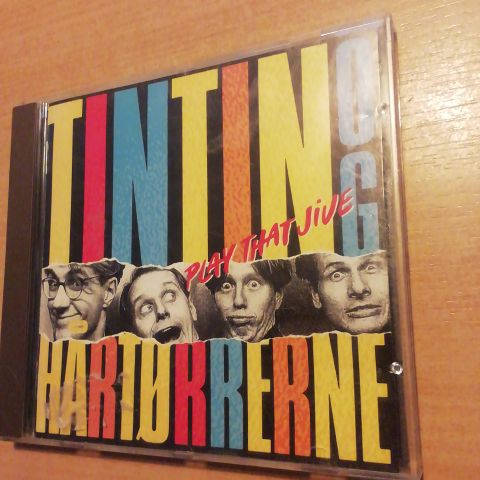 TINTIN OG
PLAY THAT JIVE
HÅRTØRRERNE